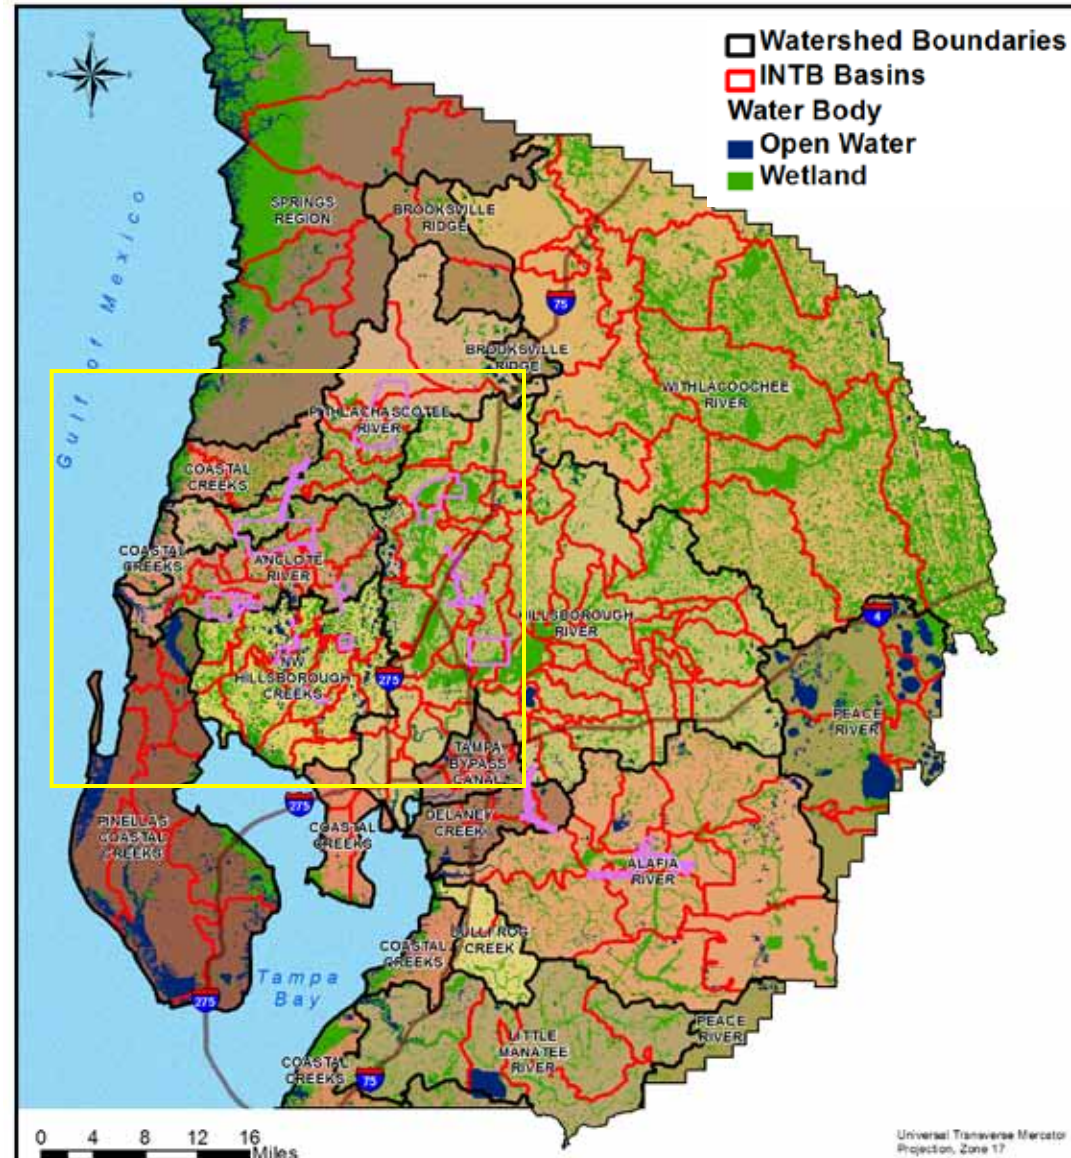 Watershed Boundaries
INTB Basins
Water Body
Open Water
Wetland
Gulf of Mexico
SPRINGS
REGION
BROOKSVILLE
RIDGE
75
BROOKSVILLE
RIDGE
WITHLACOOCHEE
RIVER
PITHLACHASCOTEE
RIVER
COASTAL
CREEKS
COASTAL
CREEKS
ANCLOTE
RIVER
HILLSBOROUGH
RIVER
4
NW
HILLSBOROUGH
CREEKS
275
PEACE
RIVER
TAMPA
BYPASS
CANAL
275
PINELLAS
COASTAL
CREEKS
COASTAL
CREEKS
DELANEY
CREEK
ALAFIA
RIVER
BULLFROG
CREEK
COASTAL
CREEKS
Tampa
Bay
275
PEACE
RIVER
LITTLE
MANATEE
RIVER
COASTAL
CREEKS
75
0 4 8 12 16
Miles
Universal Transverse Mercator
Projection, Zone 17